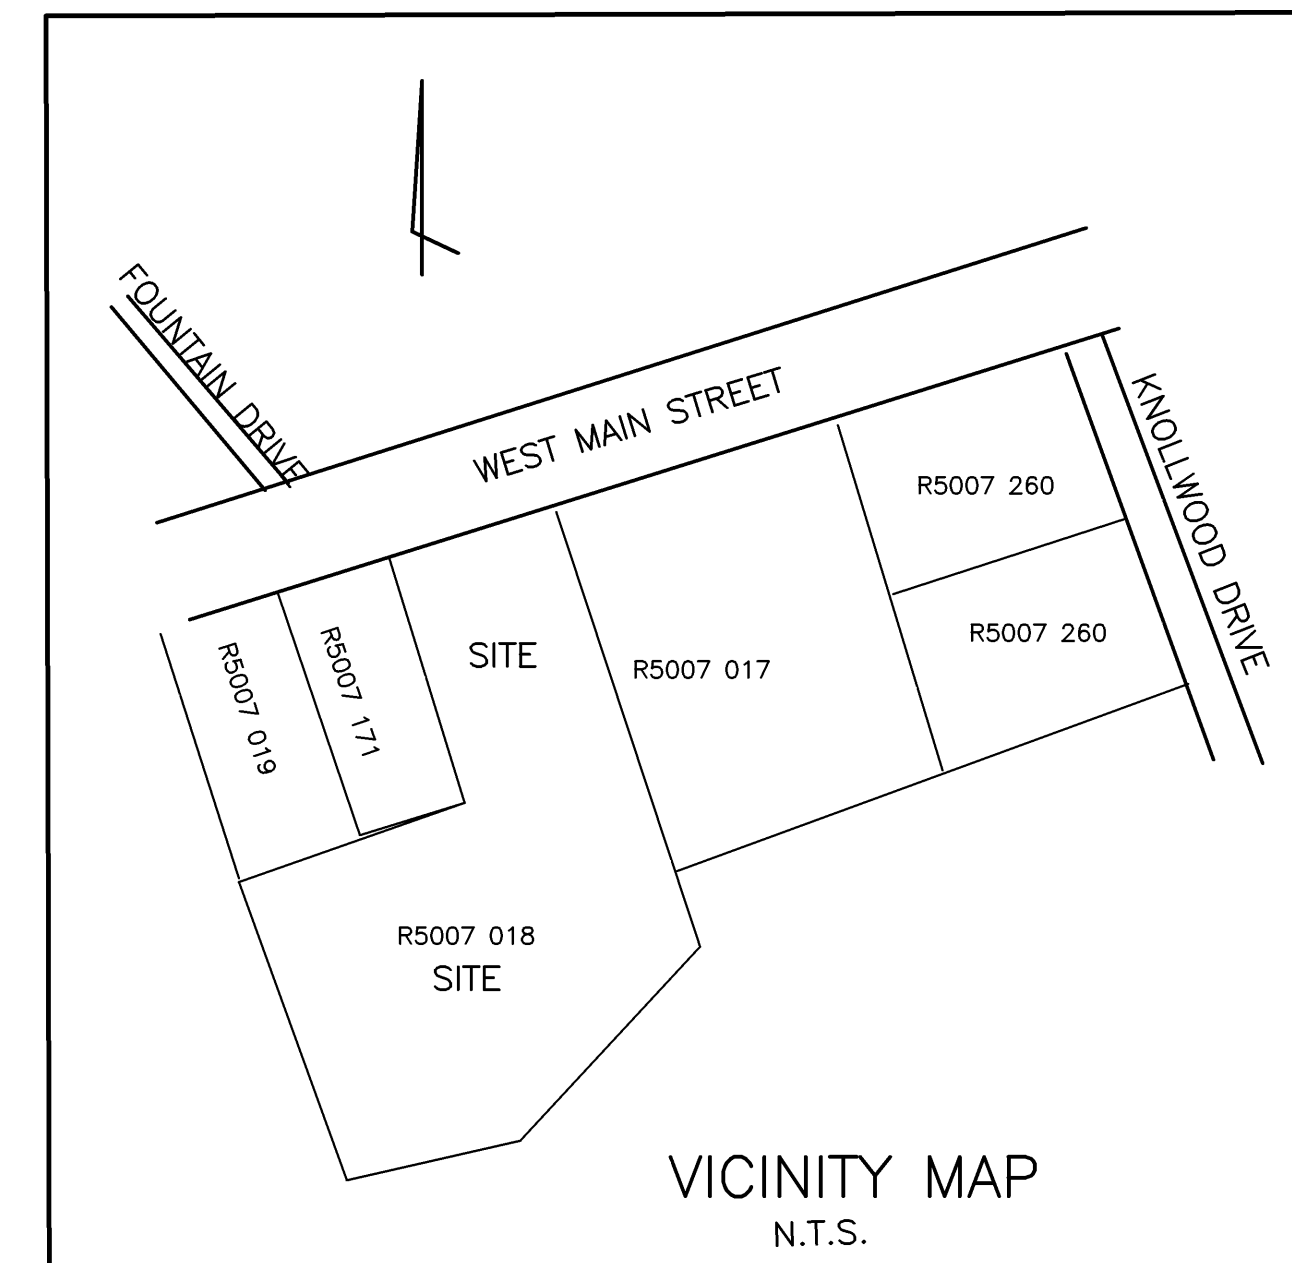 FOUNTAIN DRIVE
WEST MAIN STREET
KNOLLWOOD DRIVE
R5007 260
R5007 260
R5007 019
R5007 171
SITE
R5007 017
R5007 018
SITE
VICINITY MAP
N.T.S.